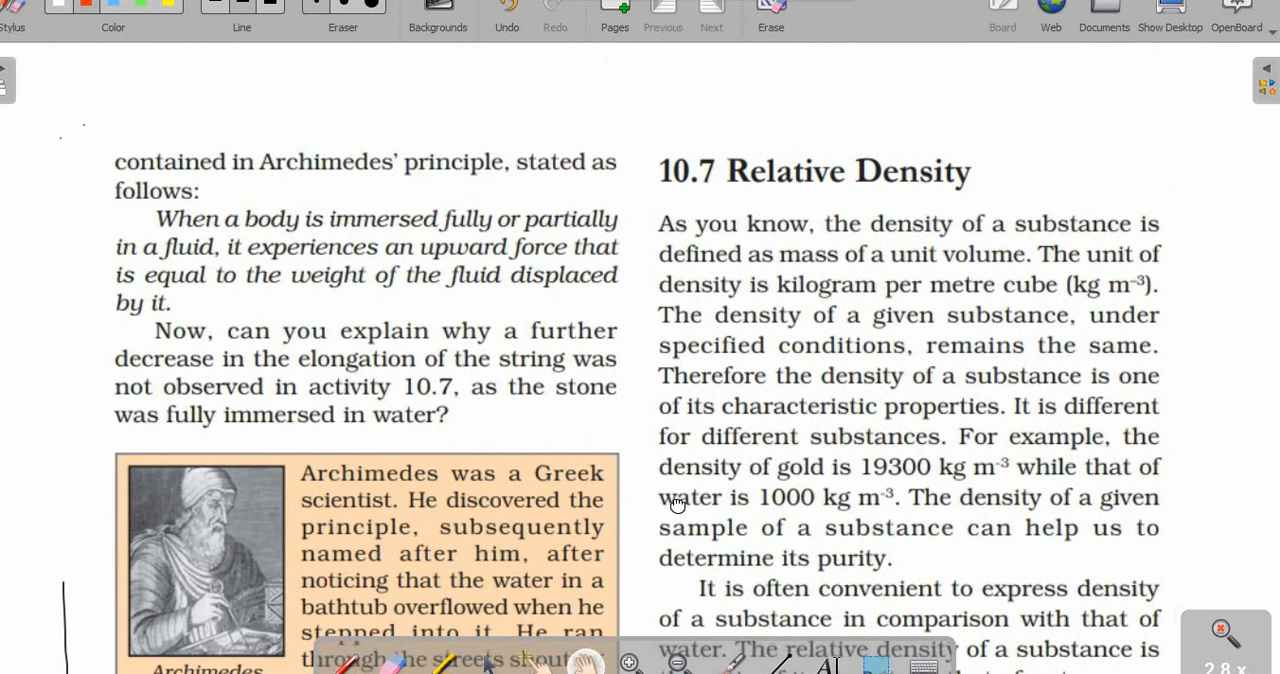 Stylus
Color
Line
Eraser
Backgrounds
Undo
Redo
Pages
Previous
Next
Erase
Board
Web
Documents
Show Desktop
OpenBoard
contained in Archimedes' principle, stated as
follows:
When a body is immersed fully or partially
in a fluid, it experiences an upward force that
is equal to the weight of the fluid displaced
by it.
Now, can you explain why a further
decrease in the elongation of the string was
not observed in activity 10.7, as the stone
was fully immersed in water?
Archimedes was a Greek
scientist. He discovered the
principle, subsequently
named after him, after
noticing that the water in a
bathtub overflowed when he
stepped into it. He ran
through the streets
Archimedes
10.7 Relative Density
As you know, the density of a substance is
defined as mass of a unit volume. The unit of
density is kilogram per metre cube (kg m⁻³).
The density of a given substance, under
specified conditions, remains the same.
Therefore the density of a substance is one
of its characteristic properties. It is different
for different substances. For example, the
density of gold is 19300 kg m⁻³ while that of
water is 1000 kg m⁻³. The density of a given
sample of a substance can help us to
determine its purity.
It is often convenient to express density
of a substance in comparison with that of
water. The relative density of a substance is
2.8 x